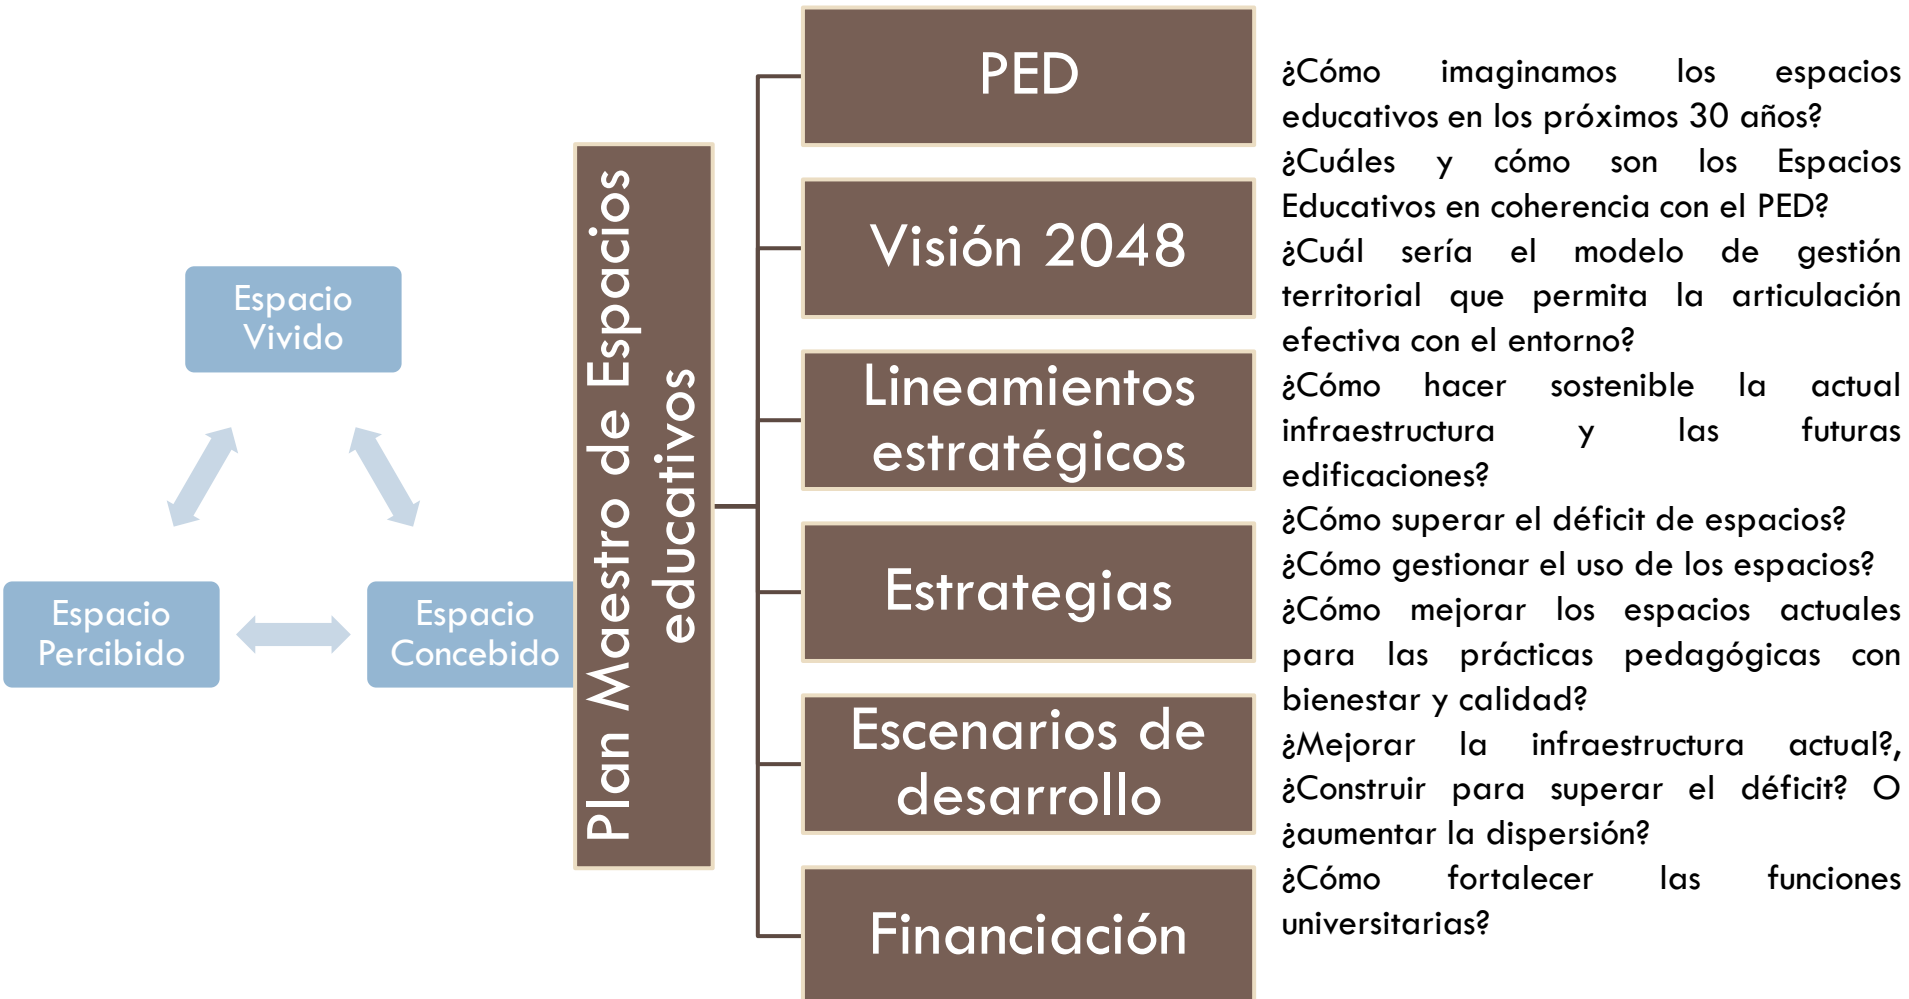 Espacio
Vivido
Espacio
Percibido
Espacio
Concebido
Plan Maestro de Espacios
educativos
PED
Visión 2048
Lineamientos
estratégicos
Estrategias
Escenarios de
desarrollo
Financiación
¿Cómo imaginamos los espacios
educativos en los próximos 30 años?
¿Cuáles y cómo son los Espacios
Educativos en coherencia con el PED?
¿Cuál sería el modelo de gestión
territorial que permita la articulación
efectiva con el entorno?
¿Cómo hacer sostenible la actual
infraestructura y las futuras
edificaciones?
¿Cómo superar el déficit de espacios?
¿Cómo gestionar el uso de los espacios?
¿Cómo mejorar los espacios actuales
para las prácticas pedagógicas con
bienestar y calidad?
¿Mejorar la infraestructura actual?,
¿Construir para superar el déficit? O
¿aumentar la dispersión?
¿Cómo fortalecer las funciones
universitarias?